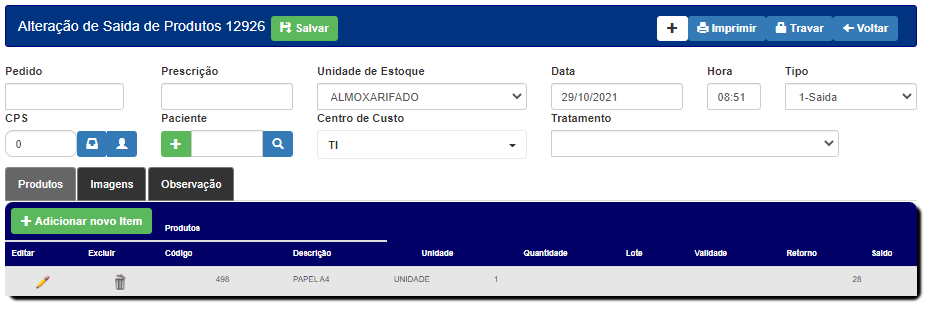 Alteração de Saida de Produtos 12926 Salvar + Imprimir Travar Voltar
Pedido Prescrição Unidade de Estoque Data Hora Tipo
ALMOXARIFADO 29/10/2021 08:51 1-Saida
CPS Paciente Centro de Custo Tratamento
0 TI
Produtos Imagens Observação
Adicionar novo Item Produtos
Editar Excluir Código Descrição Unidade Quantidade Lote Validade Retorno Saldo
498 PAPEL A4 UNIDADE 1 28